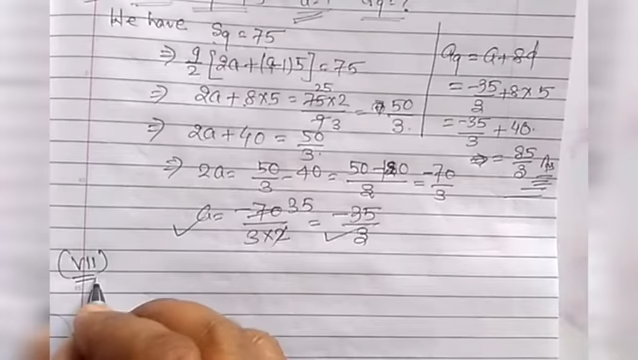 We have S9 = 75
⇒ 9/2 [2a+(9-1)5] = 75
⇒ 2a + 8×5 = 75×2/9 = 50/3
⇒ 2a + 40 = 50/3
⇒ 2a = 50/3 - 40 = 50-120/3 = -70/3
a = -70/3×2 = -35/3
a9 = a+8d
= -35/3 + 8×5
= -35/3 + 40
= 85/3 Ans
(VII)